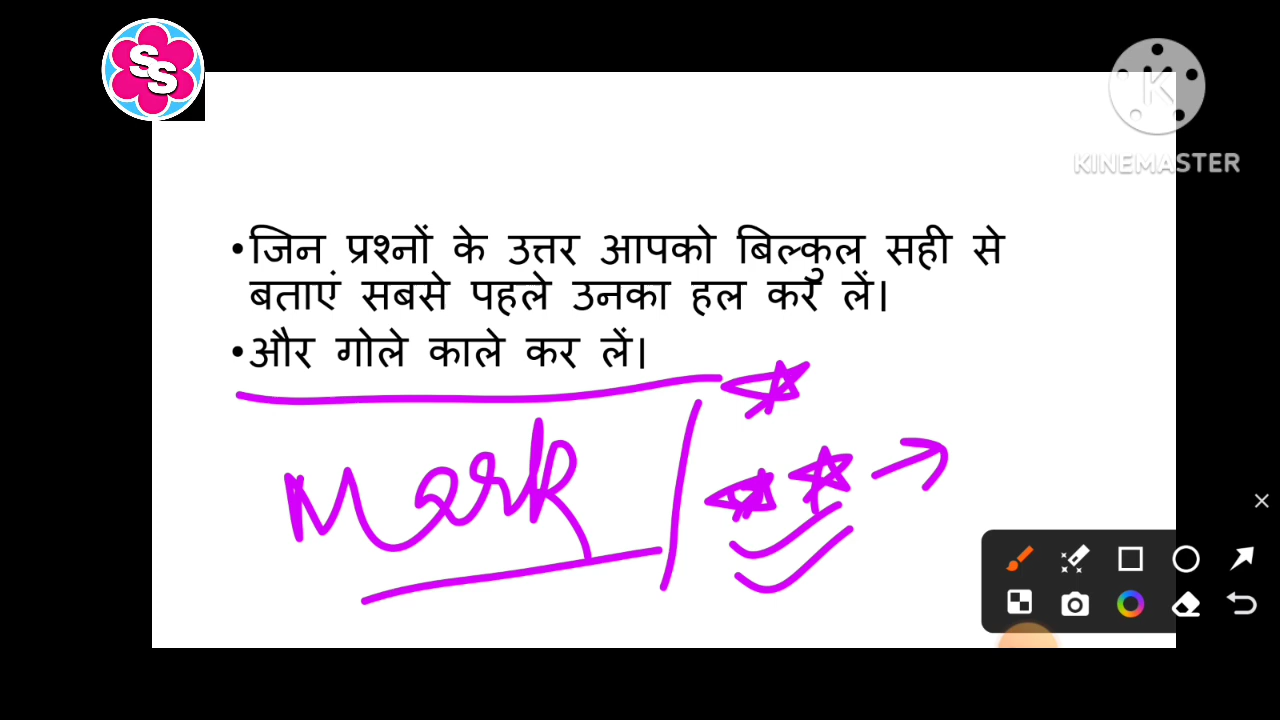 SS
KINEMASTER
•जिन प्रश्नों के उत्तर आपको बिल्कुल सही से
बताएं सबसे पहले उनका हल कर लें।
•और गोले काले कर लें।
Mark